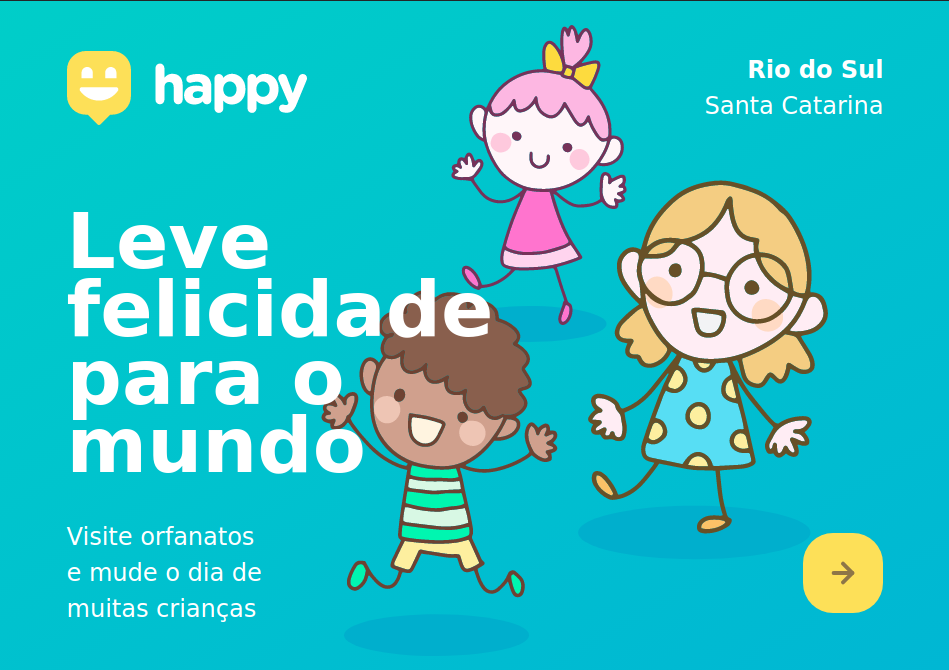 happy
Rio do Sul
Santa Catarina
Leve
felicidade
para o
mundo
Visite orfanatos
e mude o dia de
muitas crianças